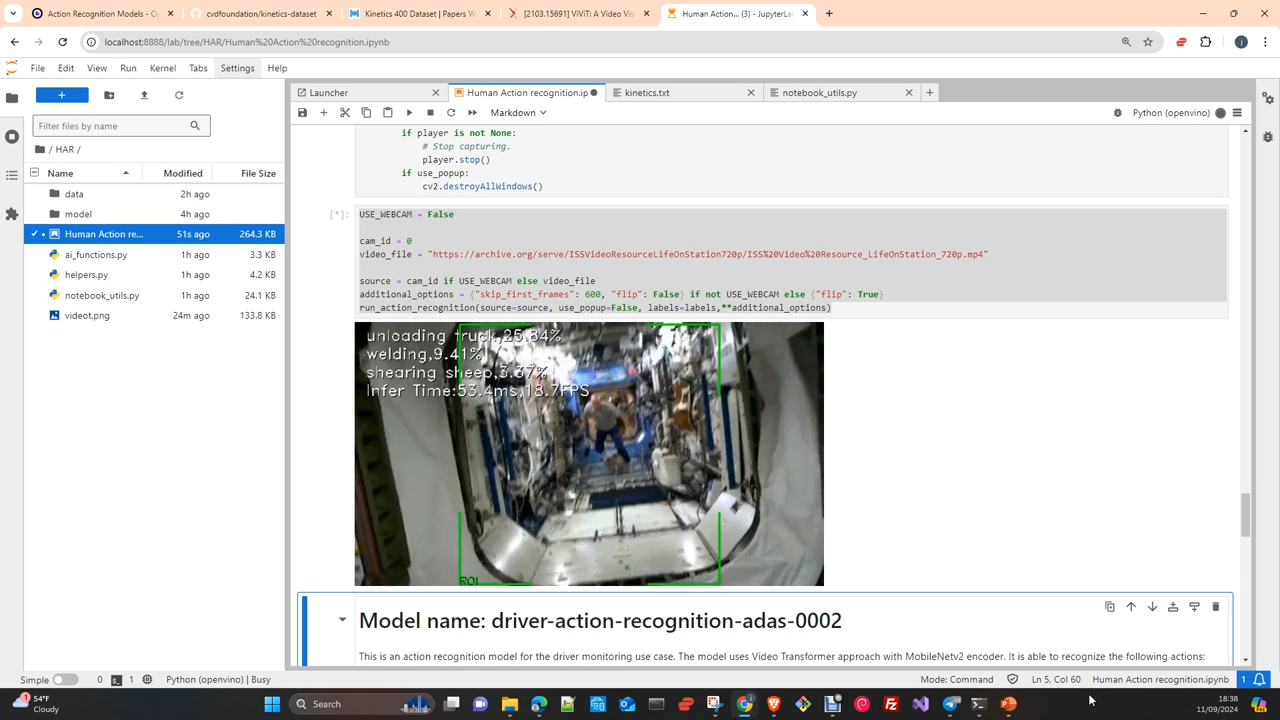 Action Recognition Models - Op
cvdfoundation/kinetics-dataset
Kinetics 400 Dataset | Papers W
[2103.15691] ViViT: A Video Vis
Human Action... (3) - JupyterLa
localhost:8888/lab/tree/HAR/Human%20Action%20recognition.ipynb
File Edit View Run Kernel Tabs Settings Help
Launcher
Human Action recognition.ip
kinetics.txt
notebook_utils.py
Markdown
Python (openvino)
Filter files by name
/ HAR /
Name Modified File Size
data 2h ago
model 4h ago
Human Action re... 51s ago 264.3 KB
ai_functions.py 1h ago 3.3 KB
helpers.py 1h ago 4.2 KB
notebook_utils.py 1h ago 24.1 KB
videot.png 24m ago 133.8 KB
if player is not None:
# Stop capturing.
player.stop()
if use_popup:
cv2.destroyAllWindows()
[*]:
USE_WEBCAM = False
cam_id = 0
video_file = "https://archive.org/serve/ISSVideoResourceLifeOnStation720p/ISS%20Video%20Resource_LifeOnStation_720p.mp4"
source = cam_id if USE_WEBCAM else video_file
additional_options = {"skip_first_frames": 600, "flip": False} if not USE_WEBCAM else {"flip": True}
run_action_recognition(source=source, use_popup=False, labels=labels,**additional_options)
unloading truck,25.84%
welding,9.41%
shearing sheep,3.37%
Infer Time:53.4ms,18.7FPS
ROI
Model name: driver-action-recognition-adas-0002
This is an action recognition model for the driver monitoring use case. The model uses Video Transformer approach with MobileNetv2 encoder. It is able to recognize the following actions:
Simple 0 1 Python (openvino) | Busy
Mode: Command Ln 5, Col 60 Human Action recognition.ipynb 1
54°F
Cloudy
Search
18:38
11/09/2024